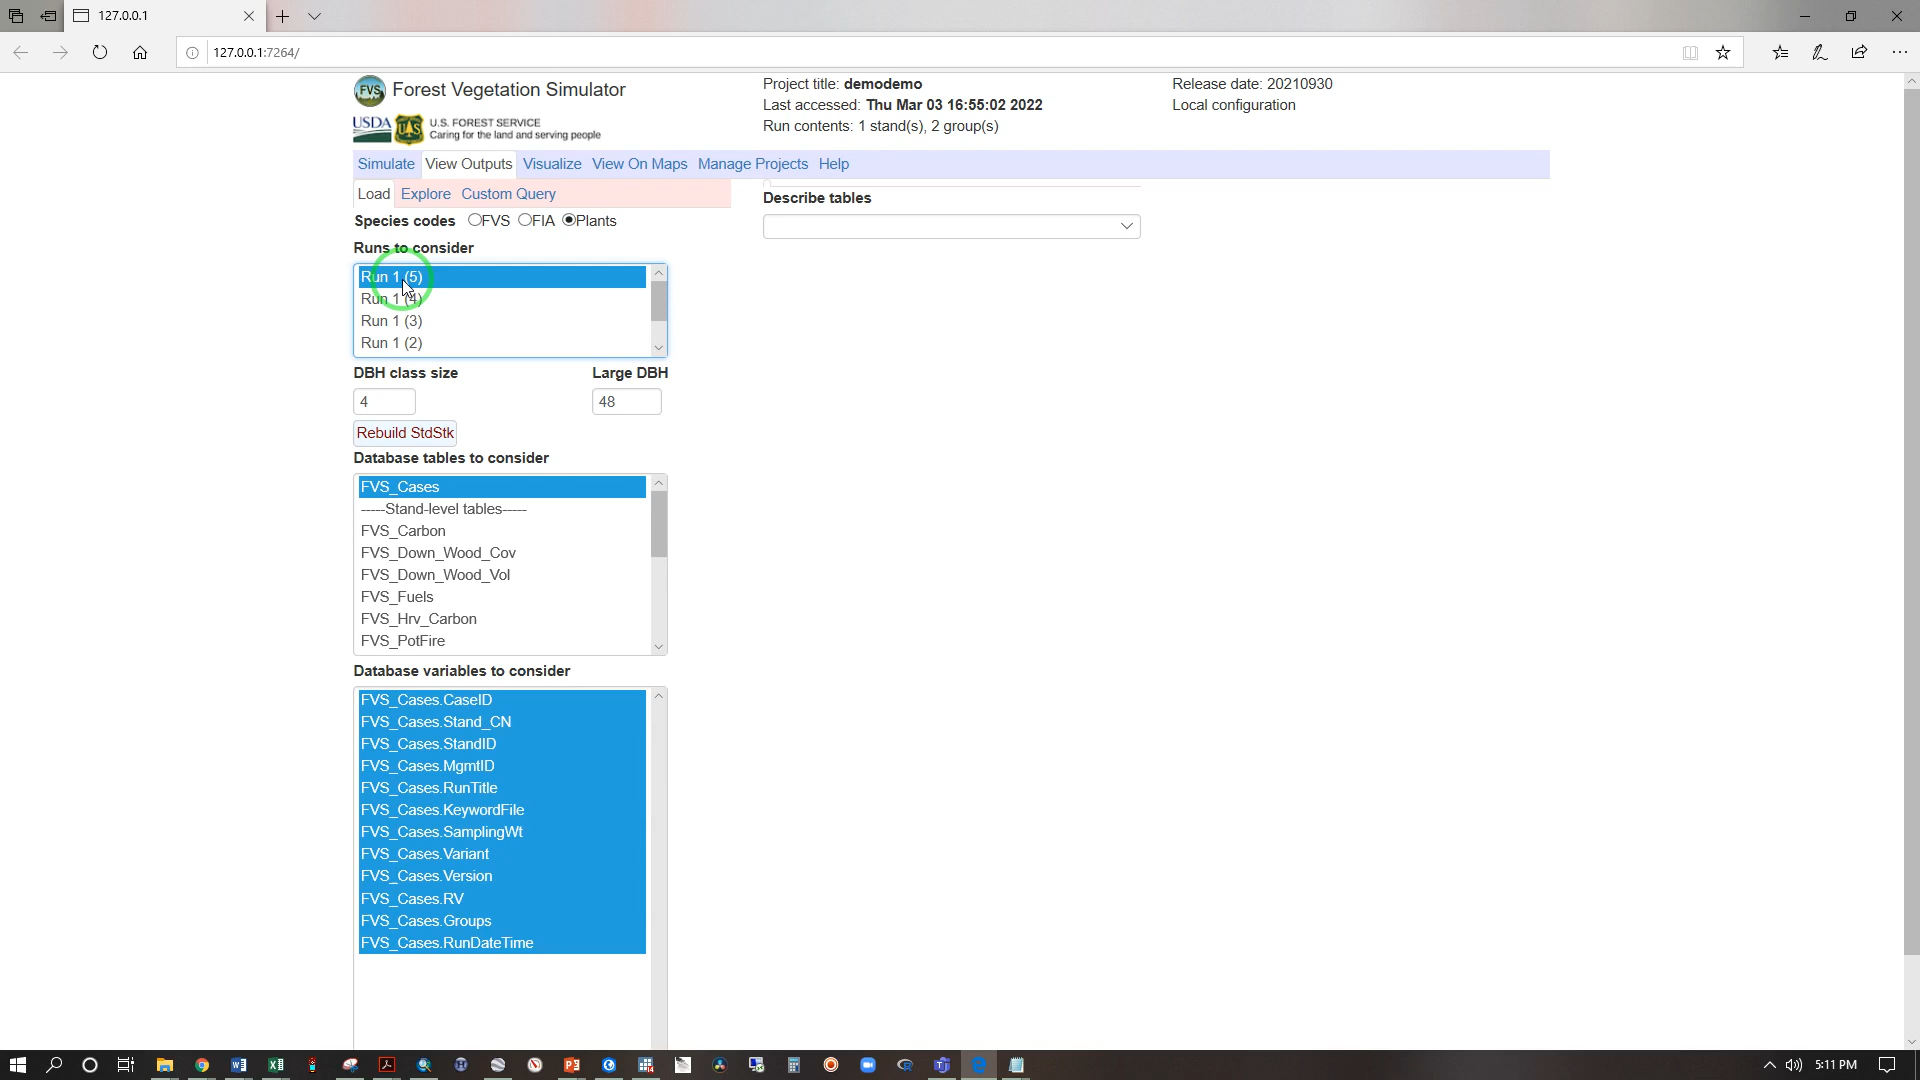 127.0.0.1
127.0.0.1:7264/
FVS
Forest Vegetation Simulator
USDA
UAS
U.S. FOREST SERVICE
Caring for the land and serving people
Project title: demodemo
Last accessed: Thu Mar 03 16:55:02 2022
Run contents: 1 stand(s), 2 group(s)
Release date: 20210930
Local configuration
Simulate View Outputs Visualize View On Maps Manage Projects Help
Load Explore Custom Query
Species codes FVS FIA Plants
Runs to consider
Run 1 (5)
Run 1 (4)
Run 1 (3)
Run 1 (2)
DBH class size Large DBH
4 48
Rebuild StdStk
Database tables to consider
FVS_Cases
-----Stand-level tables-----
FVS_Carbon
FVS_Down_Wood_Cov
FVS_Down_Wood_Vol
FVS_Fuels
FVS_Hrv_Carbon
FVS_PotFire
Database variables to consider
FVS_Cases.CaseID
FVS_Cases.Stand_CN
FVS_Cases.StandID
FVS_Cases.MgmtID
FVS_Cases.RunTitle
FVS_Cases.KeywordFile
FVS_Cases.SamplingWt
FVS_Cases.Variant
FVS_Cases.Version
FVS_Cases.RV
FVS_Cases.Groups
FVS_Cases.RunDateTime
Describe tables
5:11 PM